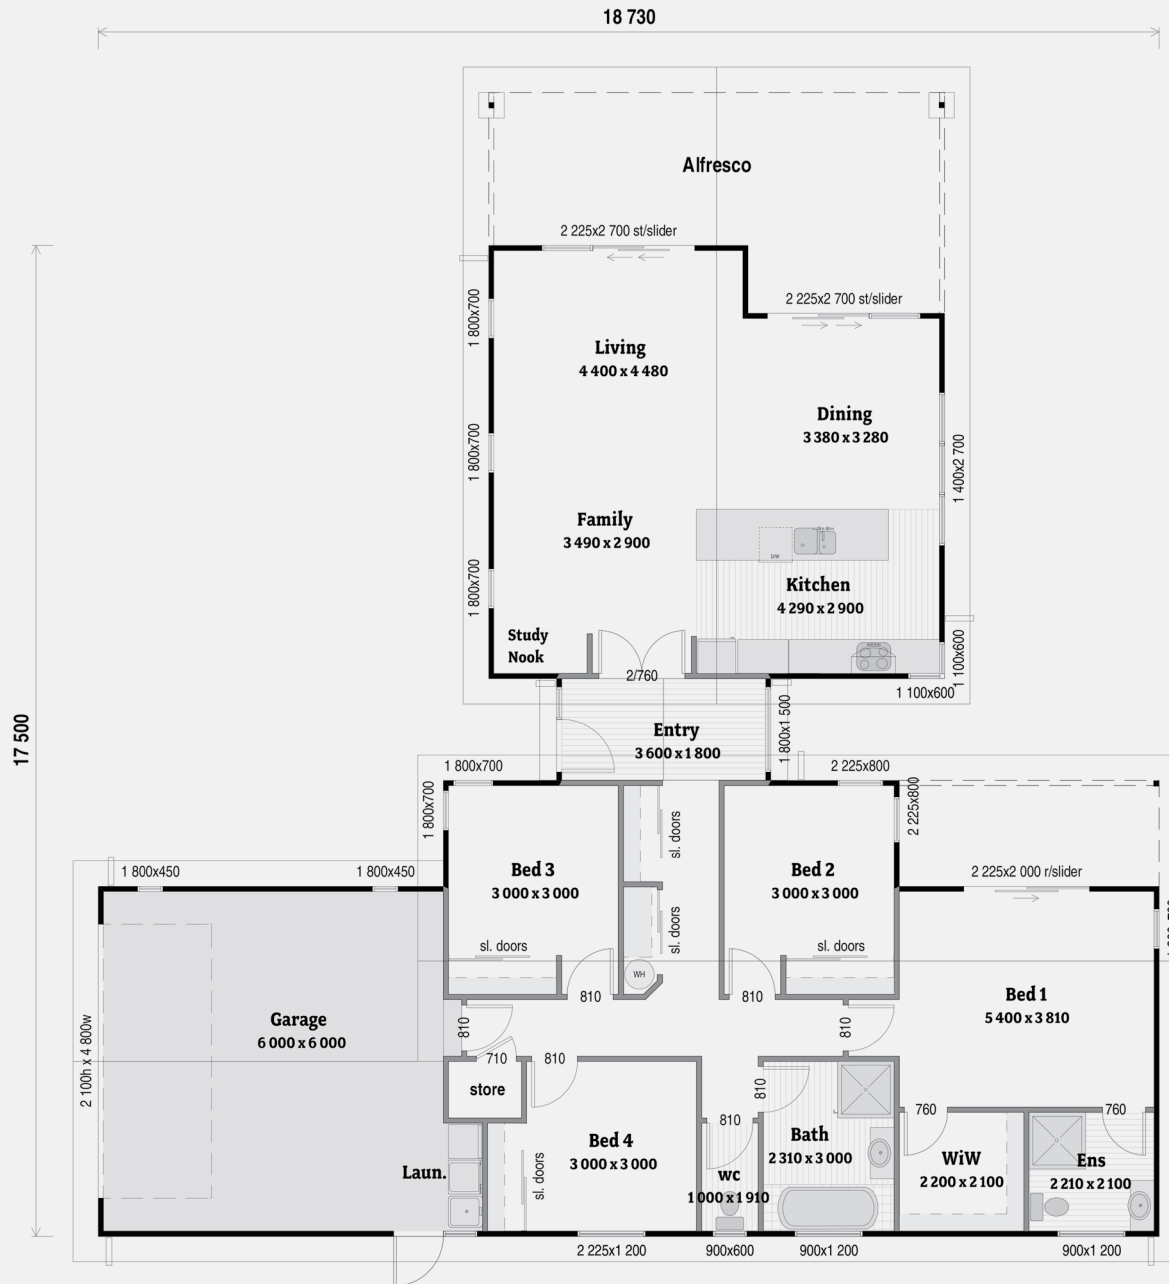 18 730
Alfresco
2 225x2 700 st/slider
2 225x2 700 st/slider
1 800x700
Living
4 400 x 4 480
Dining
3 380 x 3 280
1 800x700
1 400x2 700
Family
3 490 x 2 900
D/W
1 800x700
Kitchen
4 290 x 2 900
Study
Nook
2/760
1 100x600
1 100x600
17 500
Entry
3 600 x 1 800
1 800x1 500
1 800x700
2 225x800
1 800x700
2 225x800
sl. doors
1 800x450
1 800x450
Bed 3
3 000 x 3 000
Bed 2
3 000 x 3 000
2 225x2 000 r/slider
sl. doors
sl. doors
sl. doors
WH
810
810
Bed 1
5 400 x 3 810
Garage
6 000 x 6 000
810
810
2 100h x 4 800w
710
810
store
810
810
760
760
Bed 4
3 000 x 3 000
Bath
2 310 x 3 000
Laun.
sl. doors
wc
1 000 x 1 910
WiW
2 200 x 2 100
Ens
2 210 x 2 100
2 225x1 200
900x600
900x1 200
900x1 200